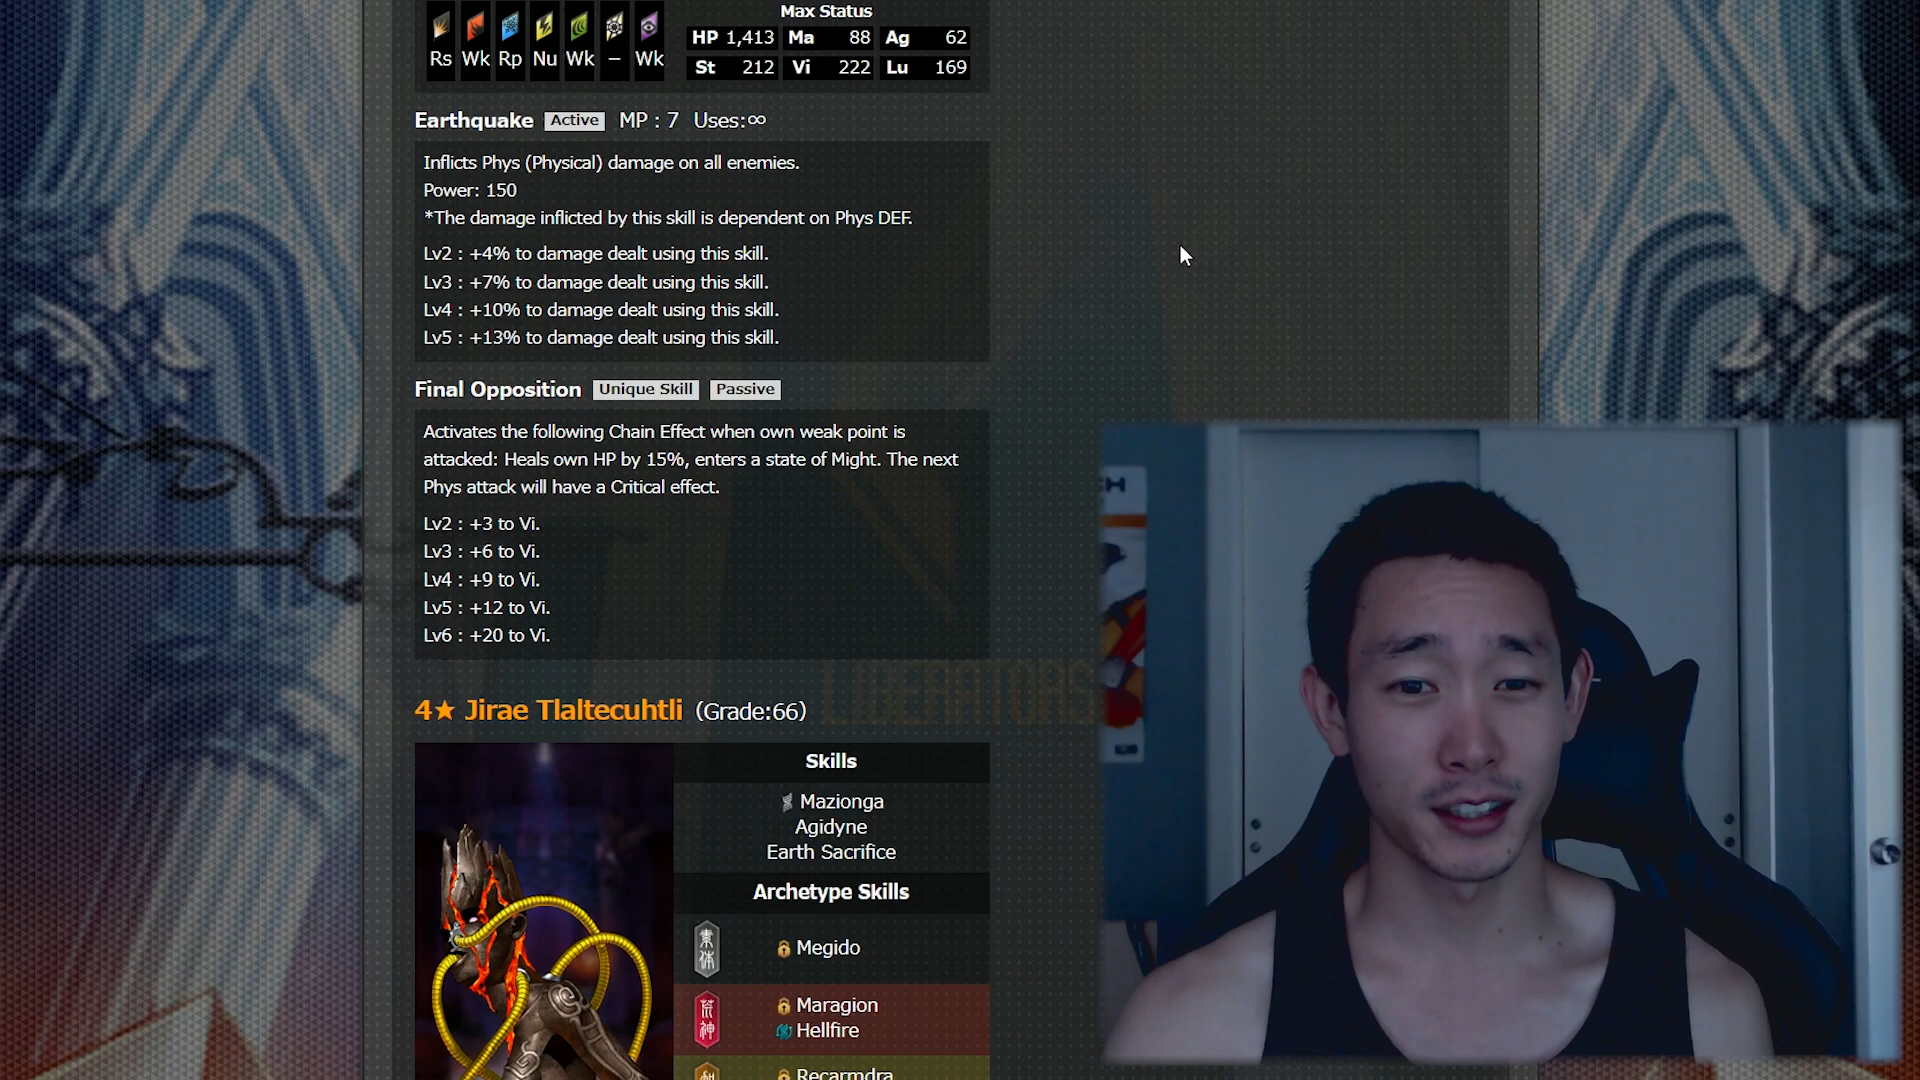 Max Status
Rs Wk Rp Nu Wk – Wk
HP 1,413 Ma 88 Ag 62
St 212 Vi 222 Lu 169
Earthquake Active MP : 7 Uses:∞
Inflicts Phys (Physical) damage on all enemies.
Power: 150
*The damage inflicted by this skill is dependent on Phys DEF.
Lv2 : +4% to damage dealt using this skill.
Lv3 : +7% to damage dealt using this skill.
Lv4 : +10% to damage dealt using this skill.
Lv5 : +13% to damage dealt using this skill.
Final Opposition Unique Skill Passive
Activates the following Chain Effect when own weak point is
attacked: Heals own HP by 15%, enters a state of Might. The next
Phys attack will have a Critical effect.
Lv2 : +3 to Vi.
Lv3 : +6 to Vi.
Lv4 : +9 to Vi.
Lv5 : +12 to Vi.
Lv6 : +20 to Vi.
LIBERATORS
4★ Jirae Tlaltecuhtli (Grade:66)
Skills
Mazionga
Agidyne
Earth Sacrifice
Archetype Skills
素体 Megido
荒神 Maragion
Hellfire
Recarmdra